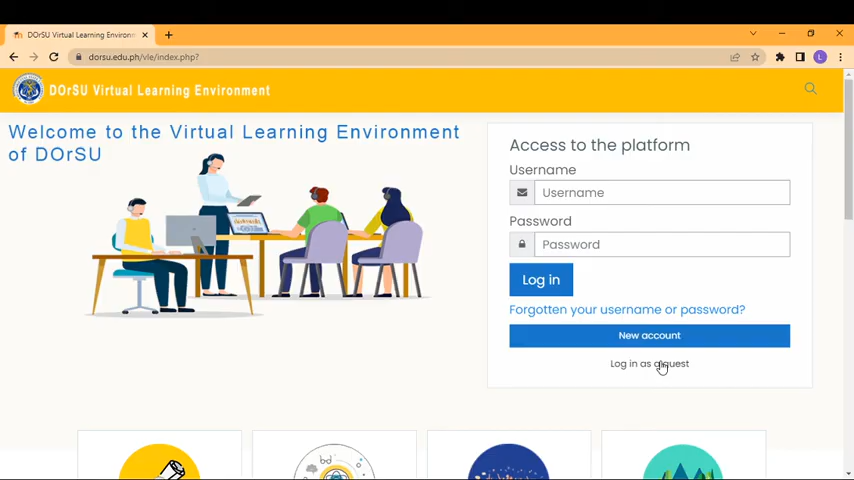 DOrSU Virtual Learning Environm
dorsu.edu.ph/vle/index.php?
L
DOrSU Virtual Learning Environment
Welcome to the Virtual Learning Environment
of DOrSU
Access to the platform
Username
Username
Password
Password
Log in
Forgotten your username or password?
New account
Log in as a guest